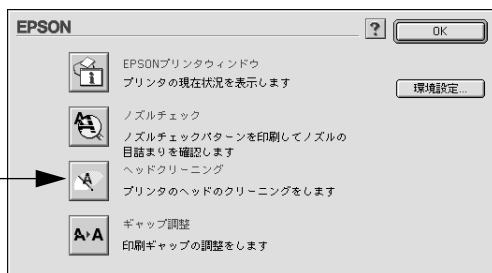 EPSON
? OK
EPSONプリンタウィンドウ
プリンタの現在状況を表示します
環境設定...
ノズルチェック
ノズルチェックパターンを印刷してノズルの
目詰まりを確認します
ヘッドクリーニング
プリンタのヘッドのクリーニングをします
ギャップ調整
印刷ギャップの調整をします